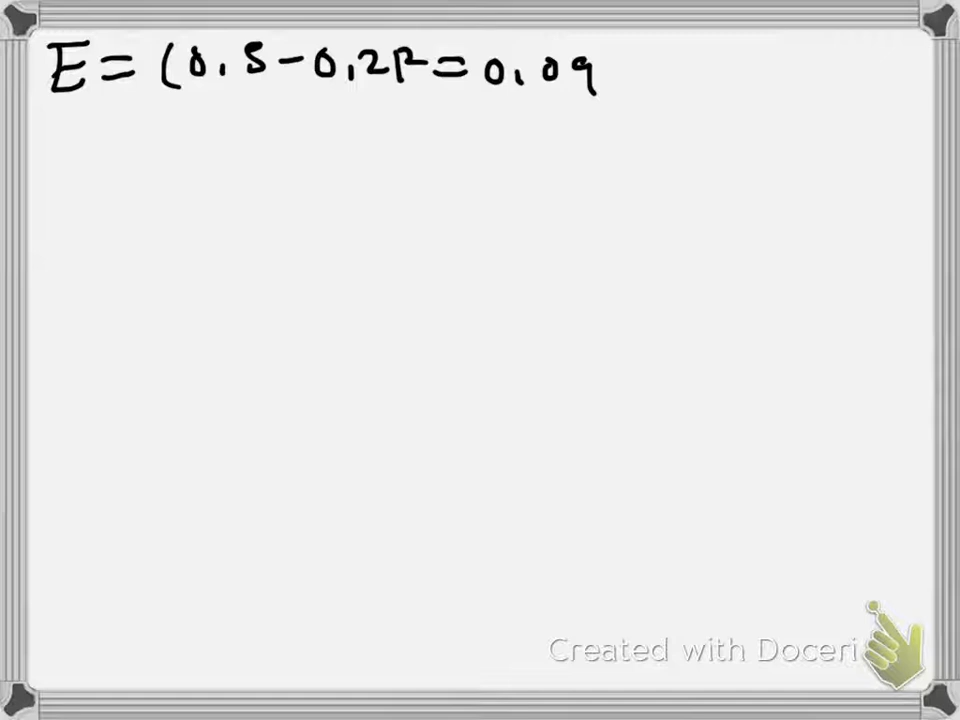 E = (0.5 - 0.2)² = 0.09
Created with Doceri